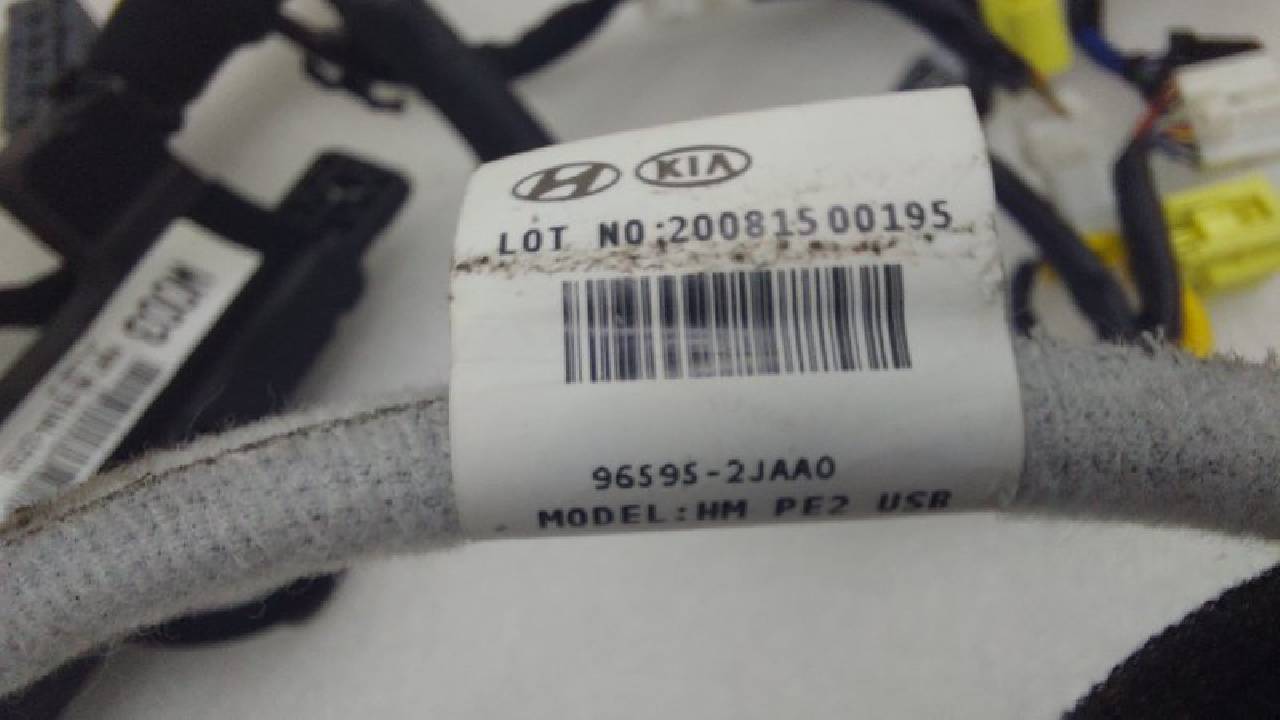 KIA
LOT NO:20081500195
96595-2JAA0
MODEL:HM PE2 USB